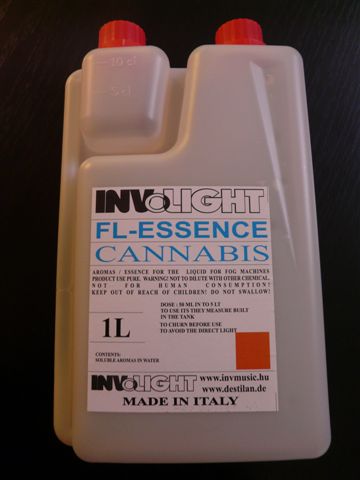 10 cl
5 cl
INVOLIGHT
FL-ESSENCE
CANNABIS
AROMAS / ESSENCE FOR THE LIQUID FOR FOG MACHINES
PRODUCT USE PURE. WARNING! NOT TO DILUTE WITH OTHER CHEMICAL.
NOT FOR HUMAN CONSUMPTION!
KEEP OUT OF REACH OF CHILDREN! DO NOT SWALLOW!
DOSE : 50 ML IN TO 5 LT
TO USE ITS THEY MEASURE BUILT
IN THE TANK
TO CHURN BEFORE USE
TO AVOID THE DIRECT LIGHT
1L
CONTENTS:
SOLUBLE AROMAS IN WATER
INVOLIGHT www.invmusic.hu
www.destilan.de
MADE IN ITALY